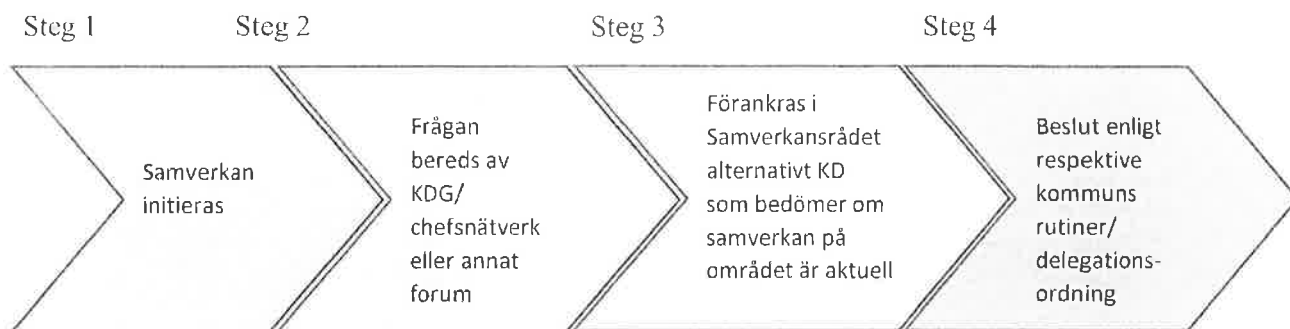 Steg 1 Steg 2 Steg 3 Steg 4
Samverkan
initieras
Frågan
bereds av
KDG/
chefsnätverk
eller annat
forum
Förankras i
Samverkansrådet
alternativt KD
som bedömer om
samverkan på
området är aktuell
Beslut enligt
respektive
kommuns
rutiner/
delegations-
ordning